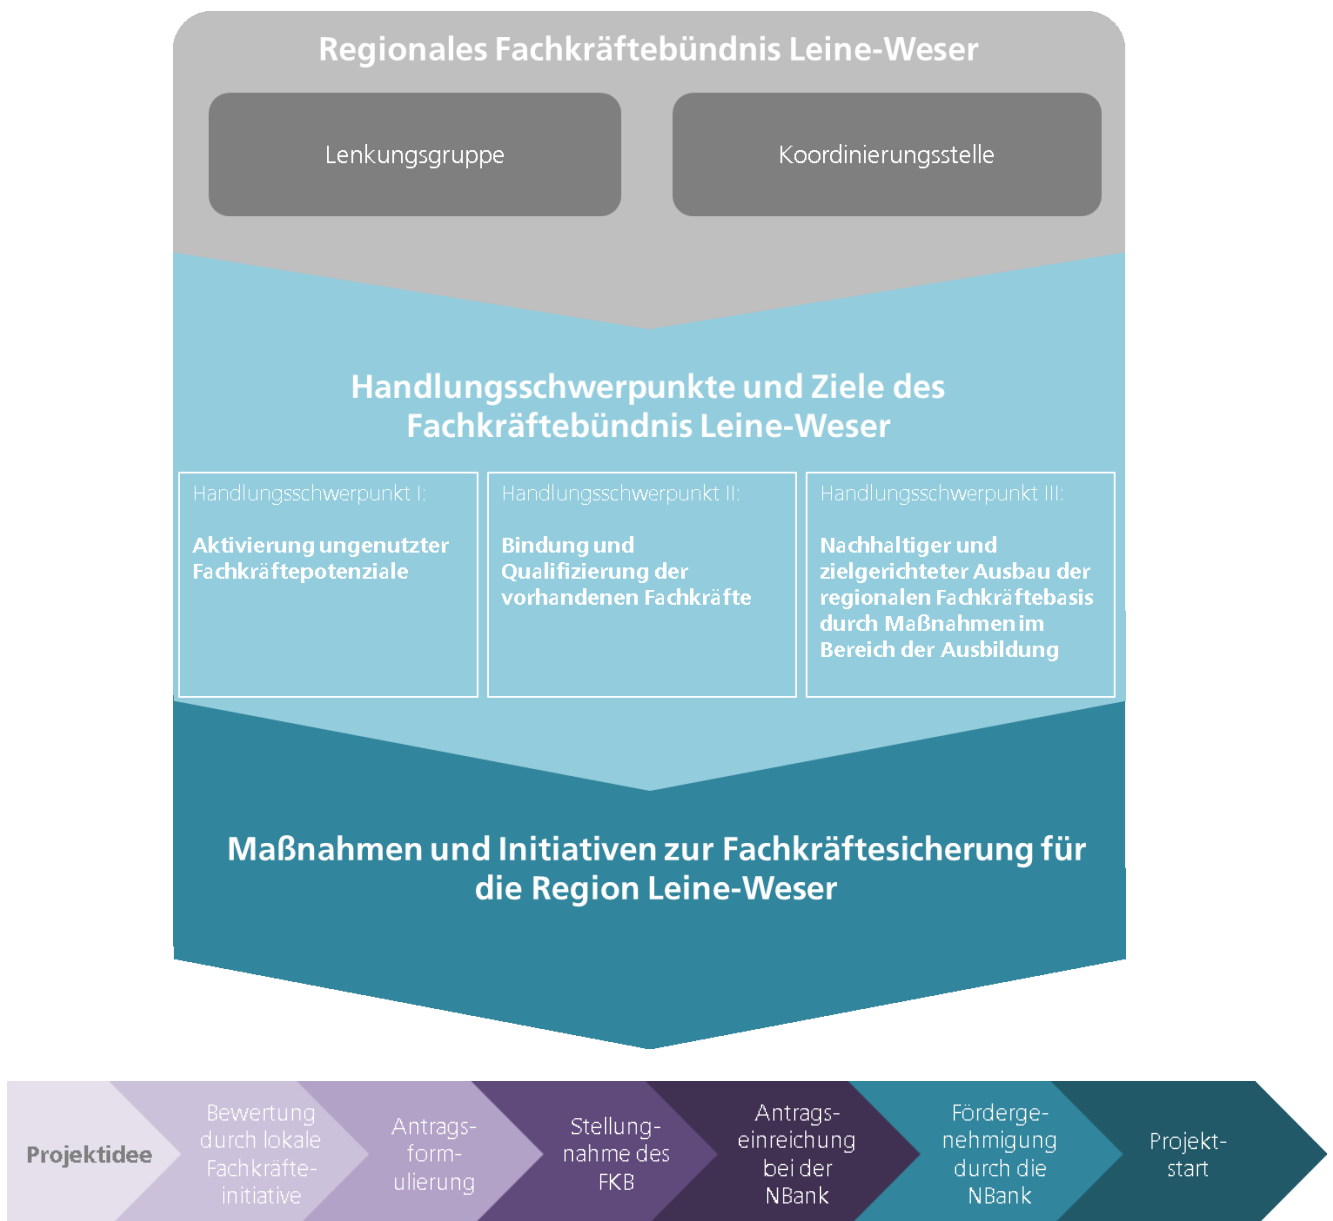 Regionales Fachkräftebündnis Leine-Weser
Lenkungsgruppe
Koordinierungsstelle
Handlungsschwerpunkte und Ziele des
Fachkräftebündnis Leine-Weser
Handlungsschwerpunkt I:
Aktivierung ungenutzter
Fachkräftepotenziale
Handlungsschwerpunkt II:
Bindung und
Qualifizierung der
vorhandenen Fachkräfte
Handlungsschwerpunkt III:
Nachhaltiger und
zielgerichteter Ausbau der
regionalen Fachkräftebasis
durch Maßnahmen im
Bereich der Ausbildung
Maßnahmen und Initiativen zur Fachkräftesicherung für
die Region Leine-Weser
Projektidee
Bewertung
durch lokale
Fachkräfte-
initiative
Antrags-
form-
ulierung
Stellung-
nahme des
FKB
Antrags-
einreichung
bei der
NBank
Förderge-
nehmigung
durch die
NBank
Projekt-
start